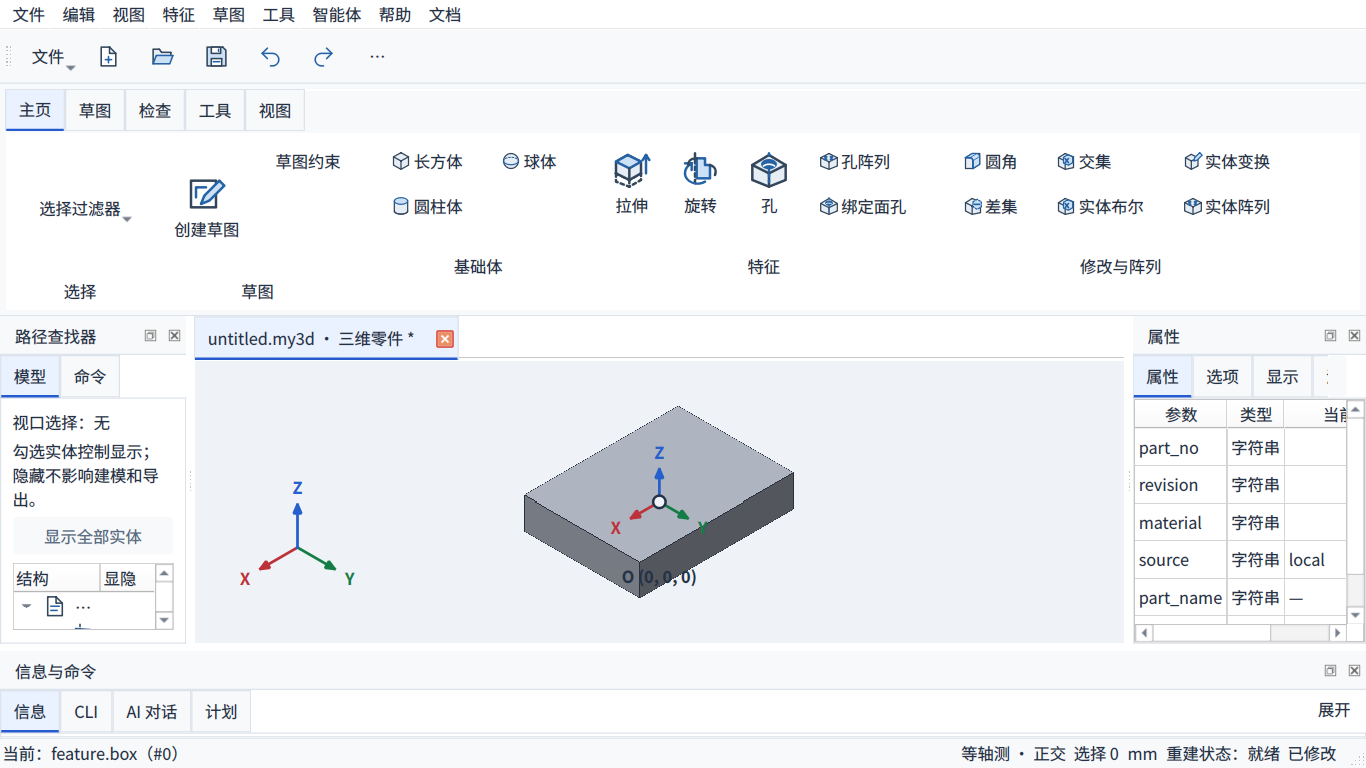 文件 编辑 视图 特征 草图 工具 智能体 帮助 文档
文件 ...
主页 草图 检查 工具 视图
选择过滤器
选择
创建草图
草图约束
草图
长方体 球体
圆柱体
基础体
拉伸 旋转 孔 孔阵列
绑定面孔
特征
圆角 交集 实体变换
差集 实体布尔 实体阵列
修改与阵列
路径查找器
模型 命令
视口选择：无
勾选实体控制显示；
隐藏不影响建模和导
出。
显示全部实体
结构 显隐
...
untitled.my3d · 三维零件 *
Z
X
Y
Z
X
Y
O (0, 0, 0)
属性
属性 选项 显示
参数 类型 当前
part_no 字符串
revision 字符串
material 字符串
source 字符串 local
part_name 字符串 —
信息与命令
信息 CLI AI 对话 计划
展开
当前：feature.box（#0）
等轴测 · 正交 选择 0 mm 重建状态：就绪 已修改